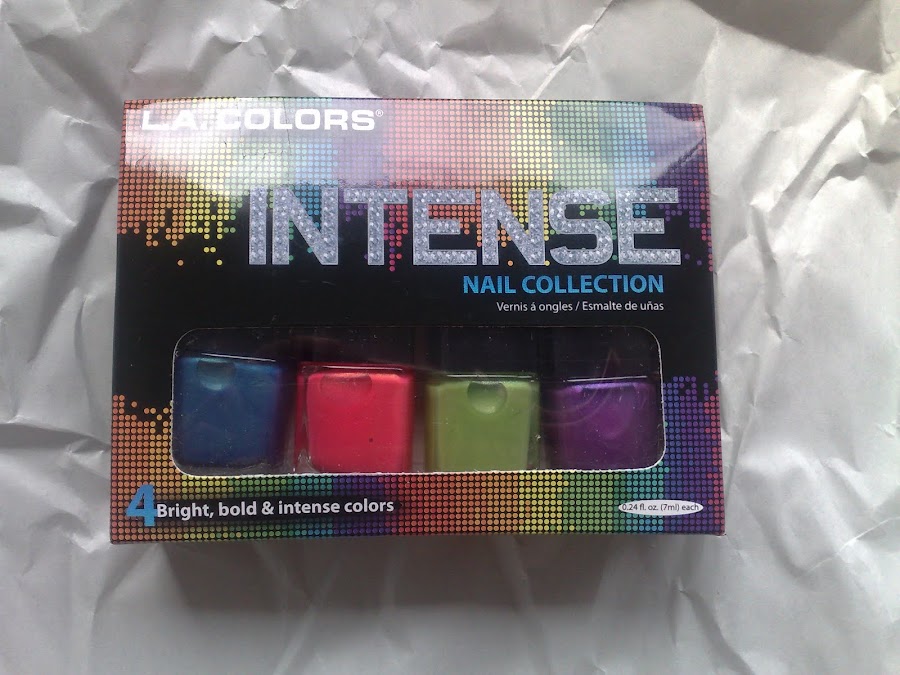 L.A. COLORS®
INTENSE
NAIL COLLECTION
Vernis á ongles / Esmalte de uñas
4 Bright, bold & intense colors
0.24 fl. oz. (7ml) each